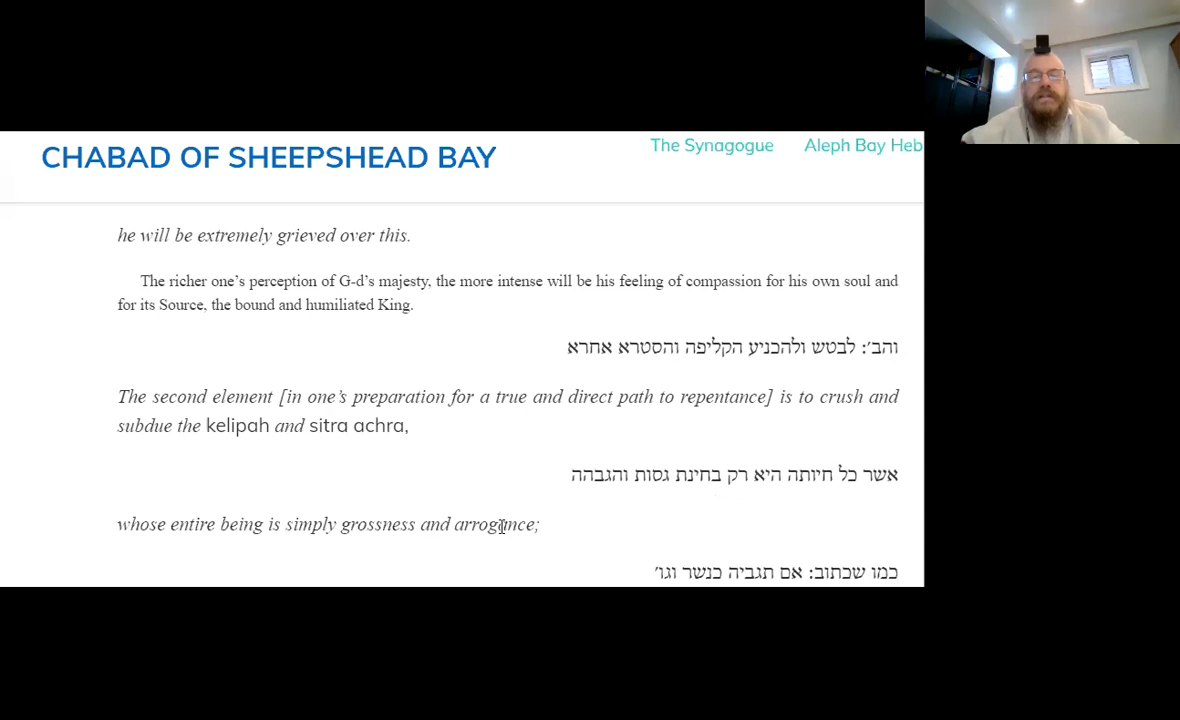 CHABAD OF SHEEPSHEAD BAY
The Synagogue Aleph Bay Heb
he will be extremely grieved over this.
The richer one’s perception of G-d’s majesty, the more intense will be his feeling of compassion for his own soul and
for its Source, the bound and humiliated King.
והב׳: לבטש ולהכניע הקליפה והסטרא אחרא
The second element [in one’s preparation for a true and direct path to repentance] is to crush and
subdue the kelipah and sitra achra,
אשר כל חיותה היא רק בחינת גסות והגבהה
whose entire being is simply grossness and arrogance;
כמו שכתוב: אם תגביה כנשר וגו׳